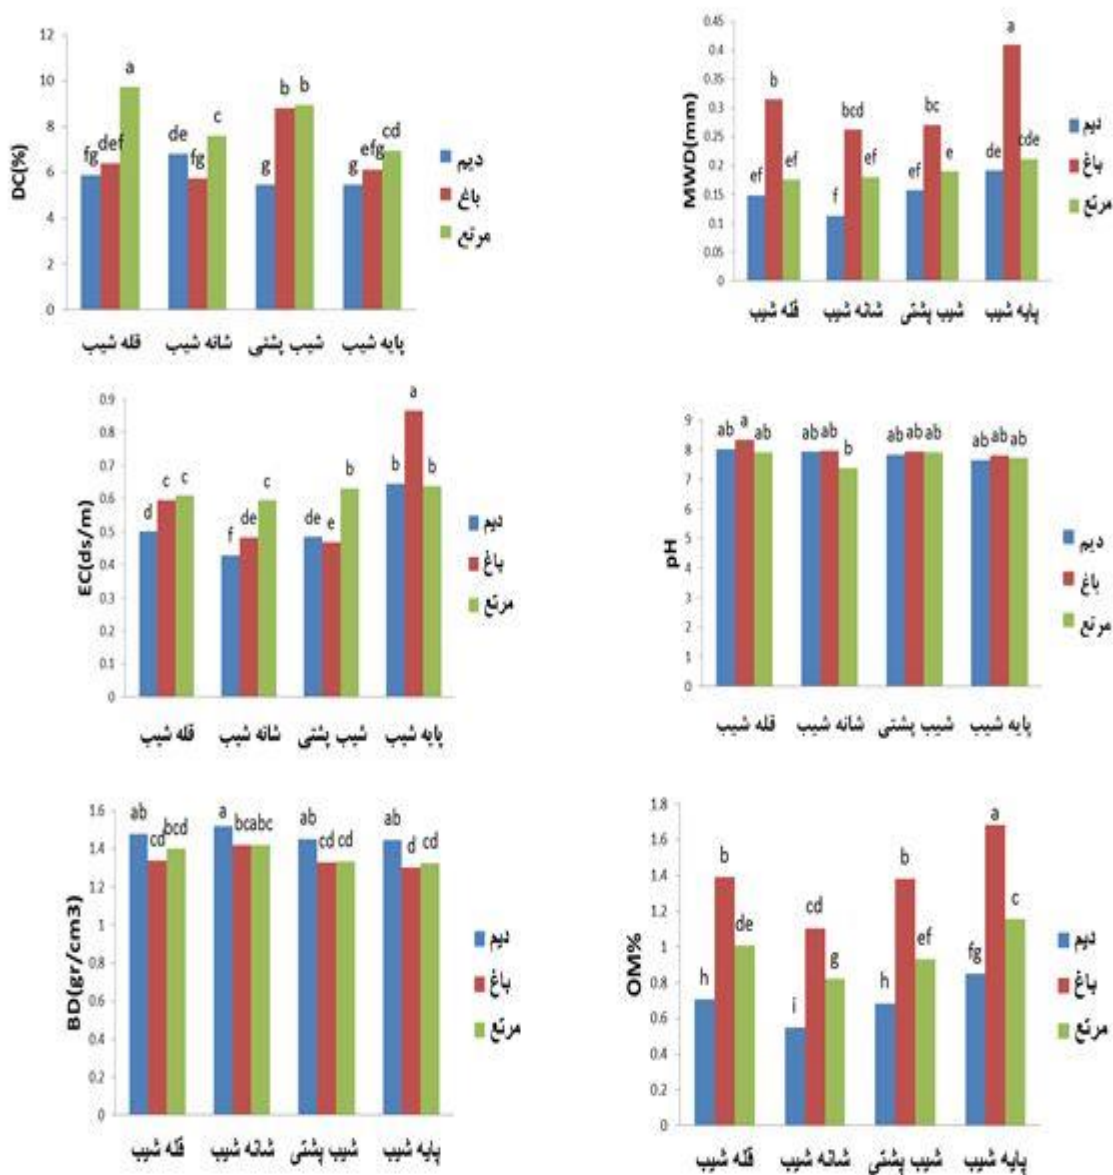 DC(%)
12
10
8
6
4
2
0
fg def a
de fg c
g b b
g efg cd
دیم
باغ
مرتع
قله شیب شانه شیب شیب پشتی پایه شیب
MWD(mm)
0.45
0.4
0.35
0.3
0.25
0.2
0.15
0.1
0.05
0
ef b ef
f bcd ef
ef bc e
de a cde
دیم
باغ
مرتع
قله شیب شانه شیب شیب پشتی پایه شیب
EC(ds/m)
0.9
0.8
0.7
0.6
0.5
0.4
0.3
0.2
0.1
0
d c c
f de c
de e b
b a b
دیم
باغ
مرتع
قله شیب شانه شیب شیب پشتی پایه شیب
pH
9
8
7
6
5
4
3
2
1
0
ab a ab
ab ab b
ab ab ab
ab ab ab
دیم
باغ
مرتع
قله شیب شانه شیب شیب پشتی پایه شیب
BD(gr/cm3)
1.6
1.4
1.2
1
0.8
0.6
0.4
0.2
0
ab cd bcd
a bcabc
ab cd cd
ab d cd
دیم
باغ
مرتع
قله شیب شانه شیب شیب پشتی پایه شیب
OM%
1.8
1.6
1.4
1.2
1
0.8
0.6
0.4
0.2
0
h b de
i cd g
h b ef
fg a c
دیم
باغ
مرتع
قله شیب شانه شیب شیب پشتی پایه شیب